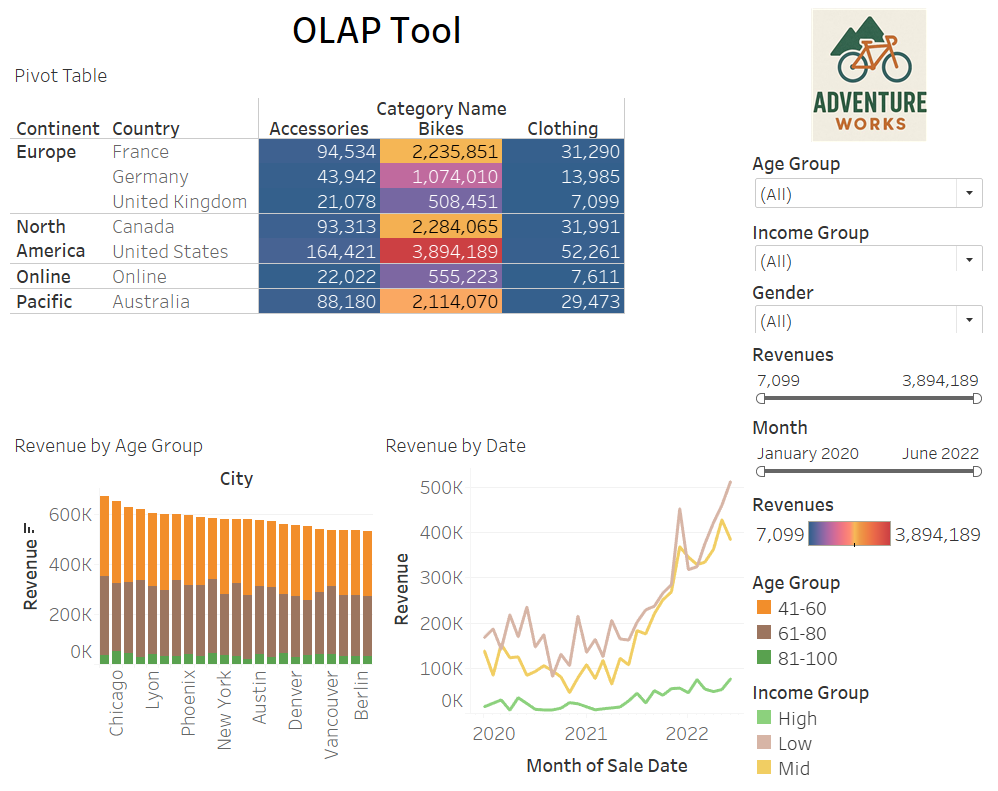 OLAP Tool
ADVENTURE
WORKS
Pivot Table
Category Name
Continent Country Accessories Bikes Clothing
Europe France 94,534 2,235,851 31,290
Germany 43,942 1,074,010 13,985
United Kingdom 21,078 508,451 7,099
North Canada 93,313 2,284,065 31,991
America United States 164,421 3,894,189 52,261
Online Online 22,022 555,223 7,611
Pacific Australia 88,180 2,114,070 29,473
Age Group
(All)
Income Group
(All)
Gender
(All)
Revenues
7,099 3,894,189
Month
January 2020 June 2022
Revenues
7,099 3,894,189
Age Group
41-60
61-80
81-100
Income Group
High
Low
Mid
Revenue by Age Group
City
Revenue
600K
400K
200K
0K
Chicago
Lyon
Phoenix
New York
Austin
Denver
Vancouver
Berlin
Revenue by Date
Revenue
500K
400K
300K
200K
100K
0K
2020 2021 2022
Month of Sale Date